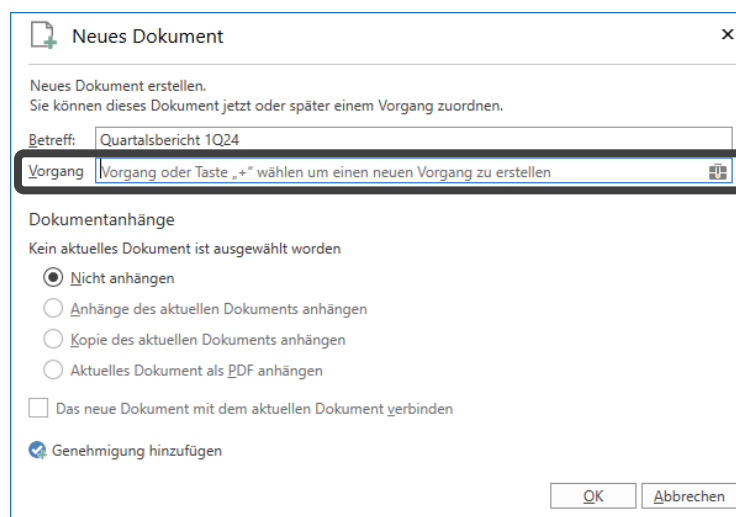 Neues Dokument
Neues Dokument erstellen.
Sie können dieses Dokument jetzt oder später einem Vorgang zuordnen.
Betreff: Quartalsbericht 1Q24
Vorgang Vorgang oder Taste „+“ wählen um einen neuen Vorgang zu erstellen
Dokumentanhänge
Kein aktuelles Dokument ist ausgewählt worden
Nicht anhängen
Anhänge des aktuellen Dokuments anhängen
Kopie des aktuellen Dokuments anhängen
Aktuelles Dokument als PDF anhängen
Das neue Dokument mit dem aktuellen Dokument verbinden
Genehmigung hinzufügen
OK Abbrechen